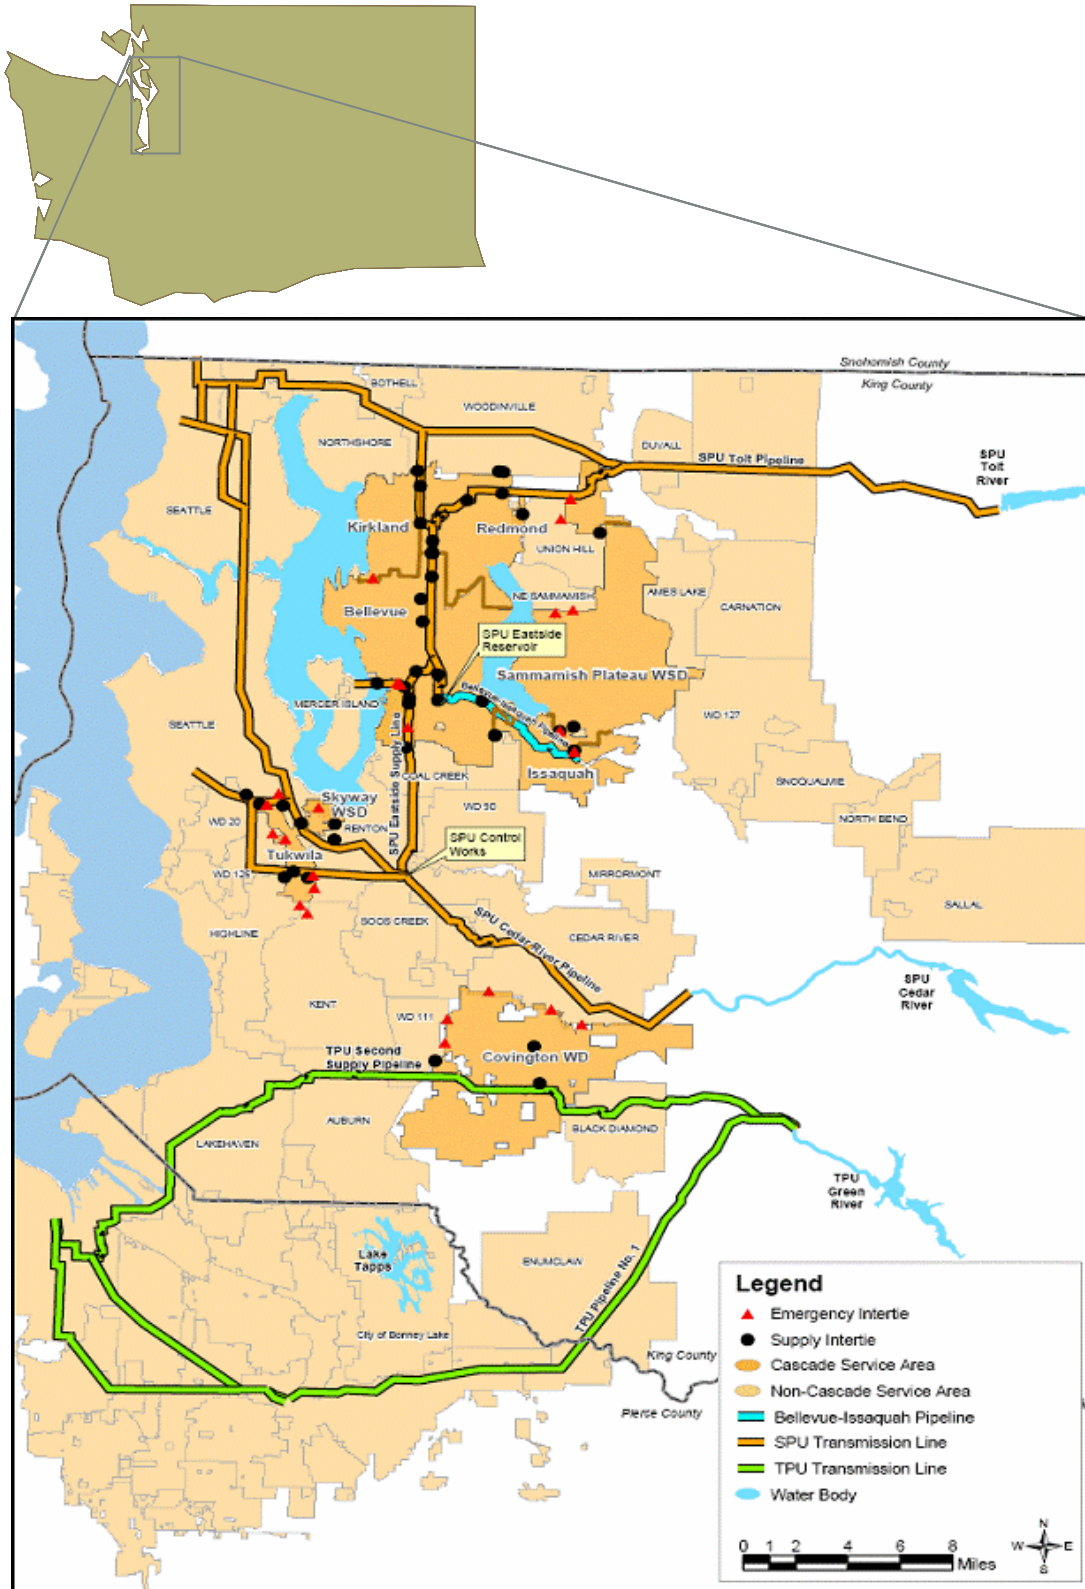 Snohomish County
King County
BOTHELL
WOODINVILLE
NORTHSHORE
DUVALL
SPU Tolt Pipeline
SPU
Tolt
River
SEATTLE
Kirkland
Redmond
UNION HILL
NE SAMMAMISH
AMES LAKE
CARNATION
Bellevue
SPU Eastside
Reservoir
Sammamish Plateau WSD
Bellevue-Issaquah Pipeline
MERCER ISLAND
WD 127
SEATTLE
SPU Eastside Supply Line
COAL CREEK
Issaquah
SNOQUALMIE
Skyway
WSD
WD 90
NORTH BEND
WD 20
RENTON
SPU Control
Works
Tukwila
WD 125
MIRRORMONT
SALLAL
SOOS CREEK
HIGHLINE
SPU Cedar River Pipeline
CEDAR RIVER
SPU
Cedar
River
KENT
WD 111
TPU Second
Supply Pipeline
Covington WD
AUBURN
LAKEHAVEN
BLACK DIAMOND
TPU
Green
River
Lake
Tapps
ENUMCLAW
TPU Pipeline No. 1
City of Bonney Lake
King County
Pierce County
Legend
Emergency Intertie
Supply Intertie
Cascade Service Area
Non-Cascade Service Area
Bellevue-Issaquah Pipeline
SPU Transmission Line
TPU Transmission Line
Water Body
N
W E
S
0 1 2 4 6 8
Miles